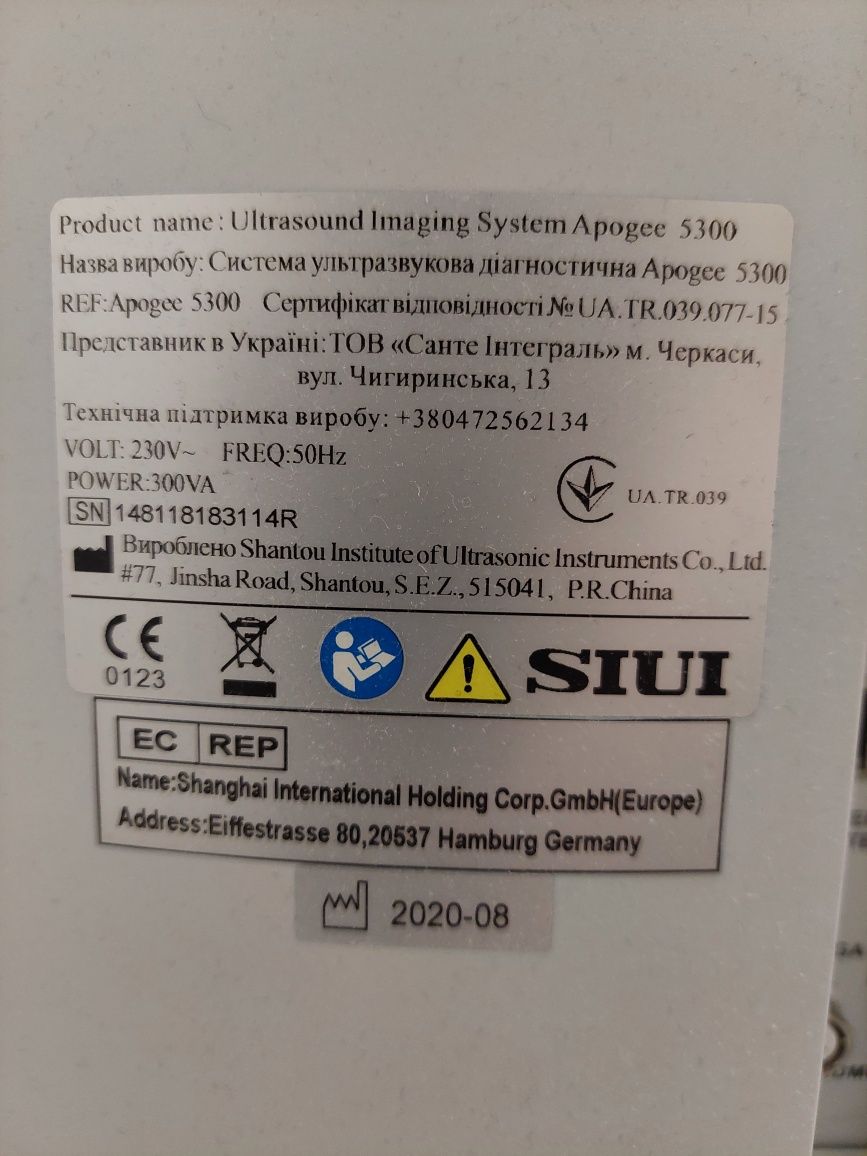 Product name: Ultrasound Imaging System Apogee 5300
Назва виробу: Система ультразвукова діагностична Apogee 5300
REF:Apogee 5300 Сертифікат відповідності № UA.TR.039.077-15
Представник в Україні: ТОВ «Санте Інтеграль» м. Черкаси,
вул. Чигиринська, 13
Технічна підтримка виробу: +380472562134
VOLT: 230V~ FREQ:50Hz
POWER:300VA
UA.TR.039
SN 148118183114R
Вироблено Shantou Institute of Ultrasonic Instruments Co., Ltd.
#77, Jinsha Road, Shantou, S.E.Z., 515041, P.R.China
CE
0123
SIUI
EC REP
Name:Shanghai International Holding Corp.GmbH(Europe)
Address:Eiffestrasse 80,20537 Hamburg Germany
2020-08